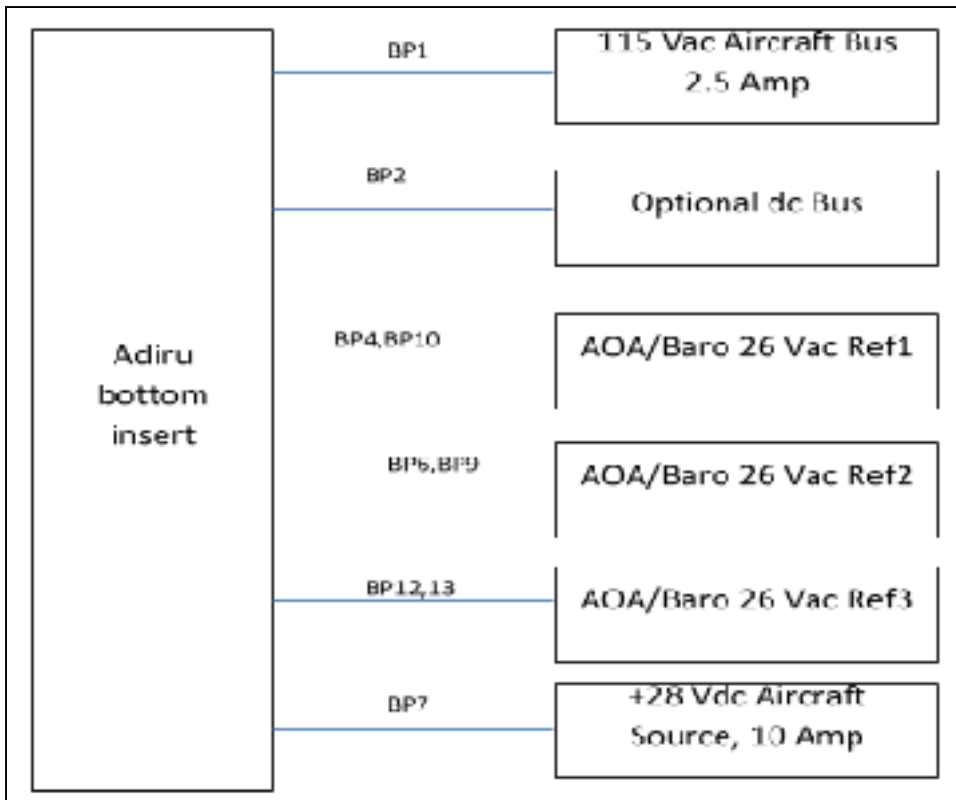 BP1
115 Vac Aircraft Bus
2.5 Amp
BP2
Optional dc Bus
BP4,BP10
AOA/Baro 26 Vac Ref1
Adiru
bottom
insert
BP6,BP9
AOA/Baro 26 Vac Ref2
BP12,13
AOA/Baro 26 Vac Ref3
BP7
+28 Vdc Aircraft
Source, 10 Amp